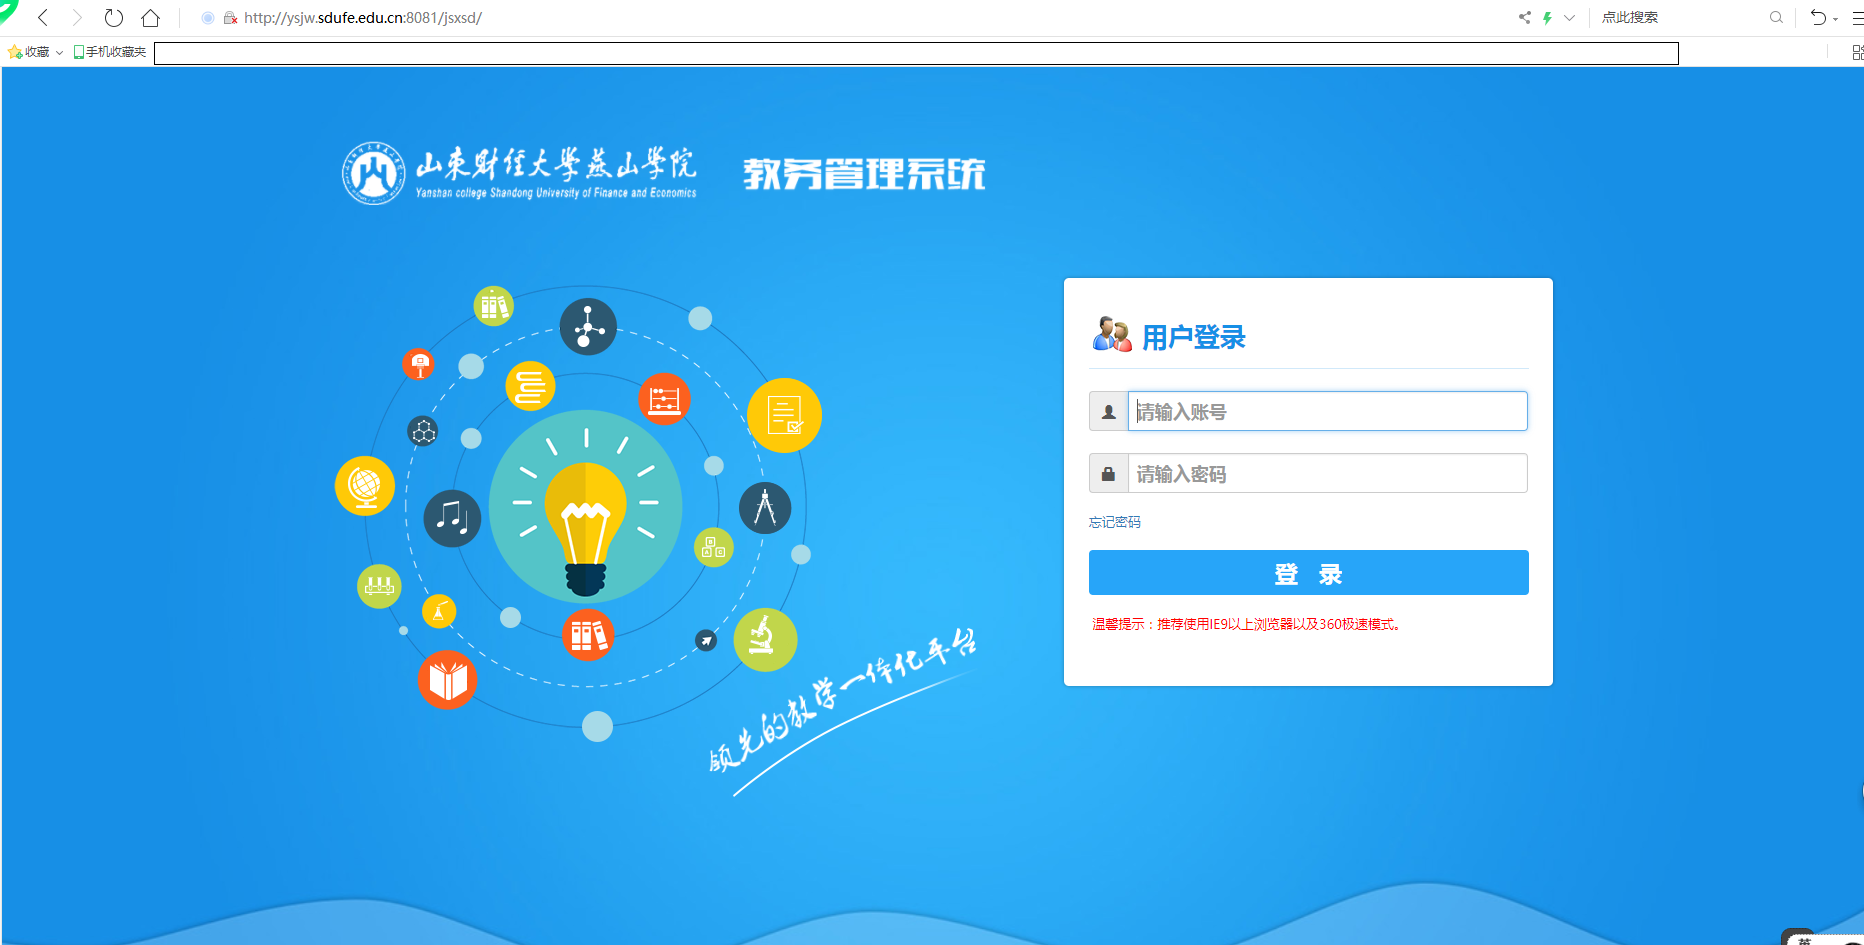 http://ysjw.sdufe.edu.cn:8081/jsxsd/
点此搜索
收藏
手机收藏夹
山東财经大學燕山學院
Yanshan college Shandong University of Finance and Economics
教务管理系统
用户登录
请输入账号
请输入密码
忘记密码
登 录
温馨提示：推荐使用IE9以上浏览器以及360极速模式。
领先的教学一体化平台